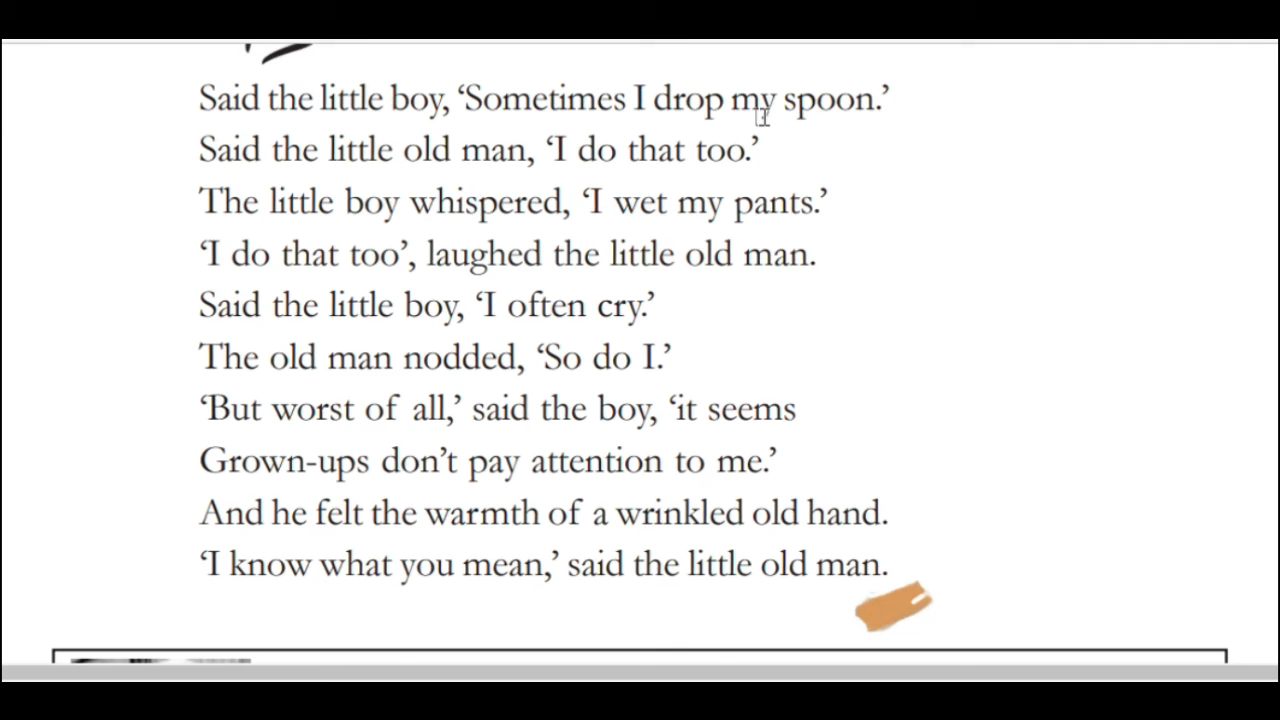 Said the little boy, ‘Sometimes I drop my spoon.’
Said the little old man, ‘I do that too.’
The little boy whispered, ‘I wet my pants.’
‘I do that too’, laughed the little old man.
Said the little boy, ‘I often cry.’
The old man nodded, ‘So do I.’
‘But worst of all,’ said the boy, ‘it seems
Grown-ups don’t pay attention to me.’
And he felt the warmth of a wrinkled old hand.
‘I know what you mean,’ said the little old man.